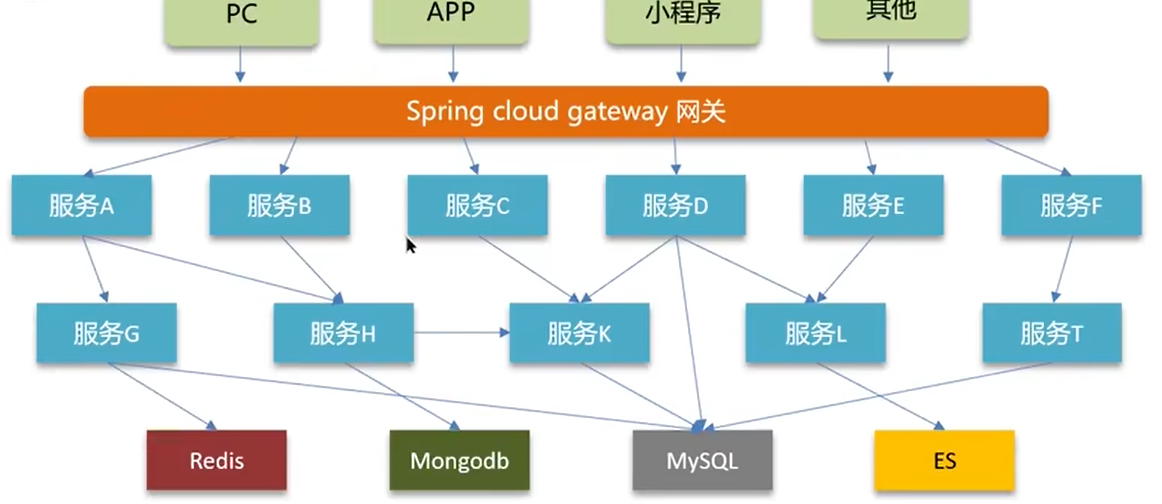 PC
APP
小程序
其他
Spring cloud gateway 网关
服务A
服务B
服务C
服务D
服务E
服务F
服务G
服务H
服务K
服务L
服务T
Redis
Mongodb
MySQL
ES